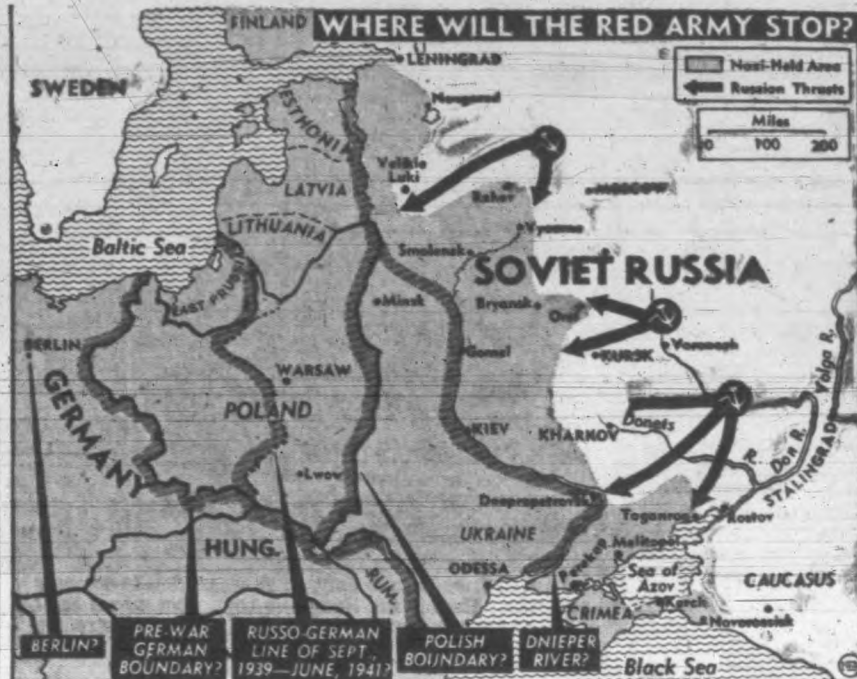 WHERE WILL THE RED ARMY STOP?
FINLAND
LENINGRAD
Nazi-Held Area
Russian Thrusts
Miles
0 100 200
SWEDEN
Novgorod
ESTHONIA
Velikie
Luki
LATVIA
Rzhev
MOSCOW
LITHUANIA
Vyazma
Baltic Sea
Smolensk
SOVIET RUSSIA
EAST PRUSSIA
Minsk
Bryansk
Orel
BERLIN
Gomel
KURSK
Voronezh
WARSAW
GERMANY
POLAND
KIEV
KHARKOV
Donets
R.
Don R.
Volga R.
STALINGRAD
Lwow
Dnepropetrovsk
Taganrog
Rostov
UKRAINE
Melitopol
HUNG.
RUM.
ODESSA
Perekop
Sea of
Azov
CAUCASUS
CRIMEA
Kerch
Novorossisk
Black Sea
BERLIN?
PRE-WAR
GERMAN
BOUNDARY?
RUSSO-GERMAN
LINE OF SEPT.,
1939—JUNE, 1941?
POLISH
BOUNDARY?
DNIEPER
RIVER?